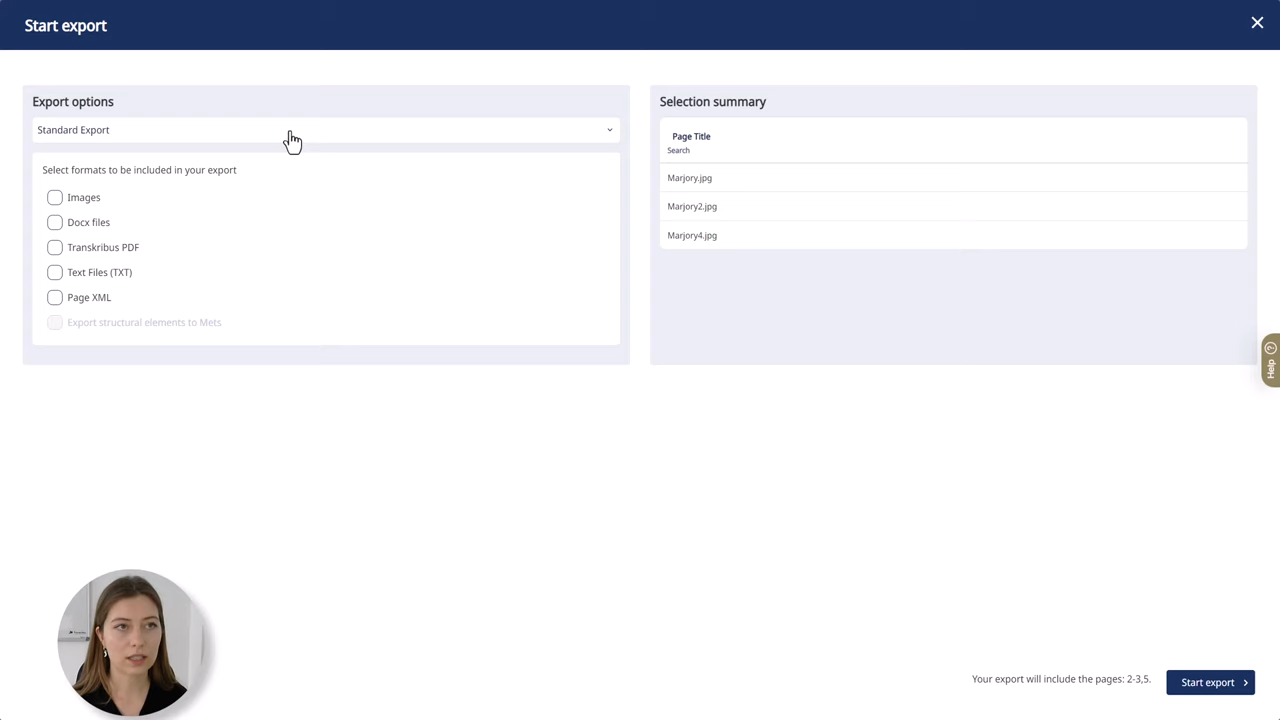 Start export
Export options
Standard Export
Select formats to be included in your export
Images
Docx files
Transkribus PDF
Text Files (TXT)
Page XML
Export structural elements to Mets
Selection summary
Page Title
Search
Marjory.jpg
Marjory2.jpg
Marjory4.jpg
Help
Your export will include the pages: 2-3,5.
Start export